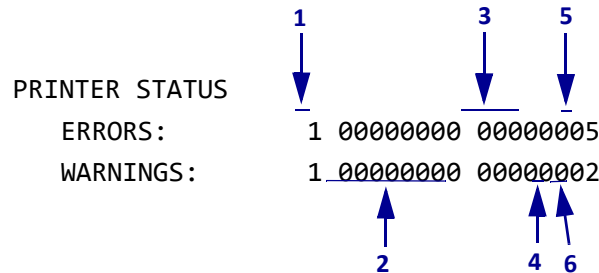 1 3 5
PRINTER STATUS
ERRORS: 1 00000000 00000005
WARNINGS: 1 00000000 00000002
2 4 6